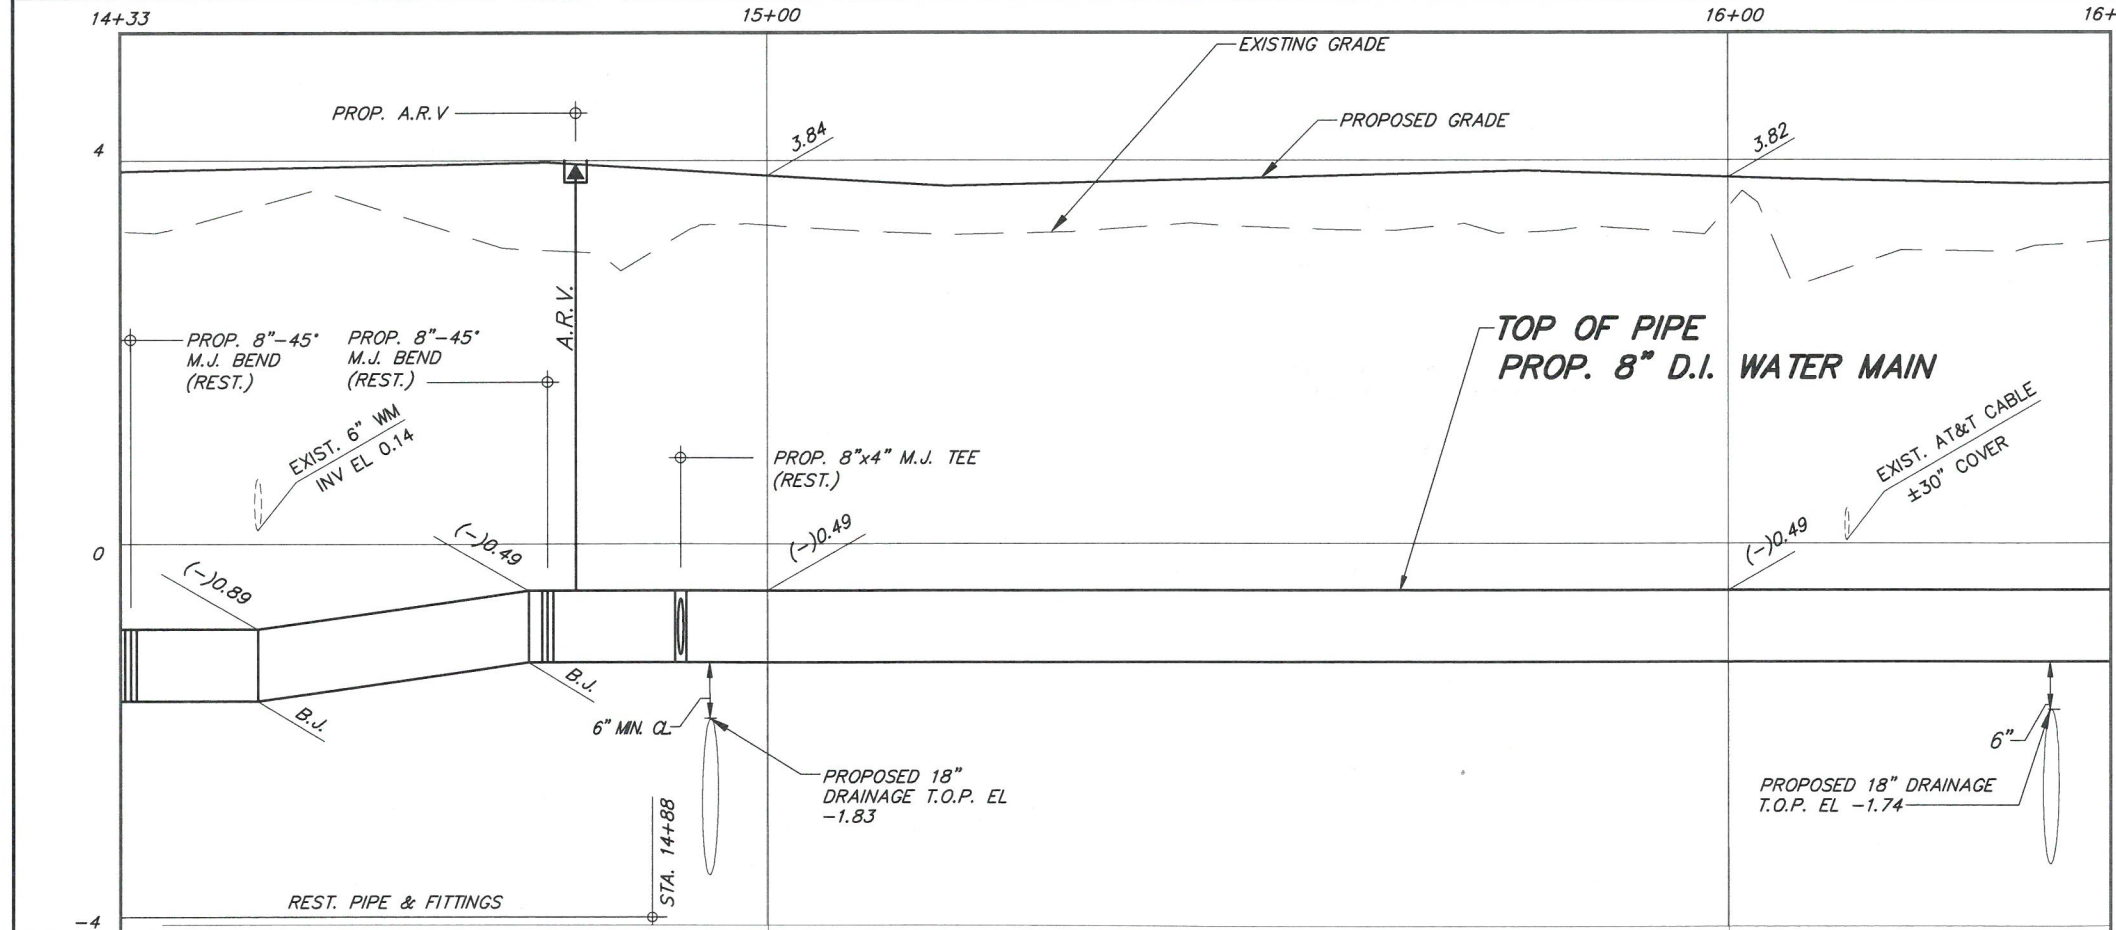 14+33
15+00
16+00
16+
EXISTING GRADE
PROP. A.R.V
PROPOSED GRADE
3.84
3.82
4
A.R.V.
PROP. 8"-45°
M.J. BEND
(REST.)
PROP. 8"-45°
M.J. BEND
(REST.)
TOP OF PIPE
PROP. 8" D.I. WATER MAIN
EXIST. 6" WM
INV EL 0.14
PROP. 8"x4" M.J. TEE
(REST.)
EXIST. AT&T CABLE
±30" COVER
0
(-)0.89
(-)0.49
(-)0.49
(-)0.49
B.J.
B.J.
6" MIN. CL.
6"
PROPOSED 18"
DRAINAGE T.O.P. EL
-1.83
PROPOSED 18" DRAINAGE
T.O.P. EL -1.74
STA. 14+88
REST. PIPE & FITTINGS
-4